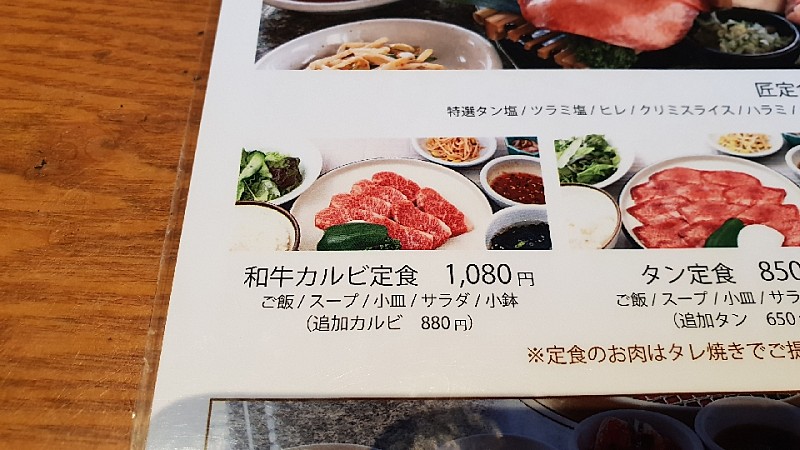 匠定
特選タン塩 / ツラミ塩 / ヒレ / クリミスライス / ハラミ /
和牛カルビ定食 1,080円
ご飯 / スープ / 小皿 / サラダ / 小鉢
（追加カルビ 880円）
タン定食 850
ご飯 / スープ / 小皿 / サラ
（追加タン 650
※定食のお肉はタレ焼きでご提